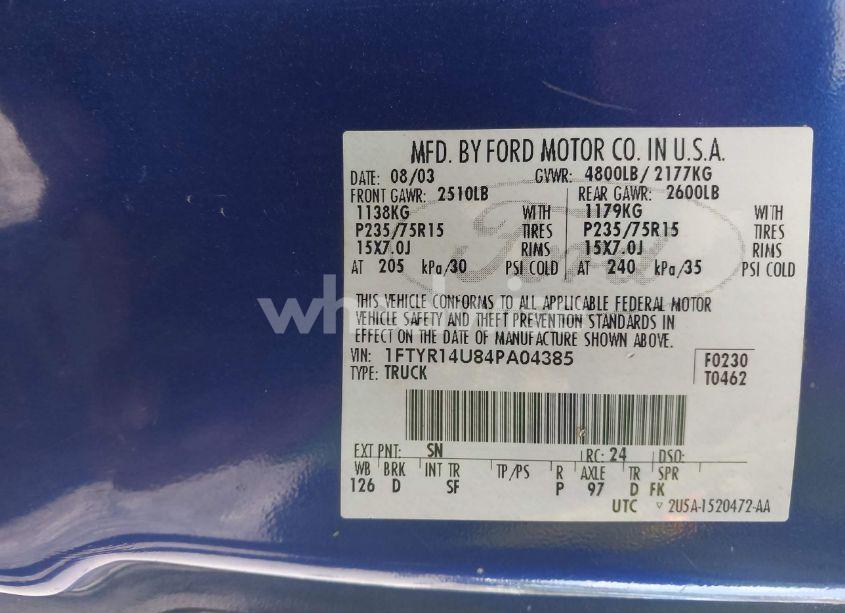 MFD. BY FORD MOTOR CO. IN U.S.A.
DATE: 08/03 GVWR: 4800LB/ 2177KG
FRONT GAWR: 2510LB REAR GAWR: 2600LB
1138KG WITH 1179KG WITH
P235/75R15 TIRES P235/75R15 TIRES
15X7.0J RIMS 15X7.0J RIMS
AT 205 kPa/30 PSI COLD AT 240 kPa/35 PSI COLD
THIS VEHICLE CONFORMS TO ALL APPLICABLE FEDERAL MOTOR
VEHICLE SAFETY AND THEFT PREVENTION STANDARDS IN
EFFECT ON THE DATE OF MANUFACTURE SHOWN ABOVE.
VIN: 1FTYR14U84PA04385 F0230
TYPE: TRUCK T0462
EXT PNT: SN RC: 24 DSO:
WB BRK INT TR TP/PS R AXLE TR SPR
126 D SF P 97 D FK
UTC ▽ 2U5A-1520472-AA